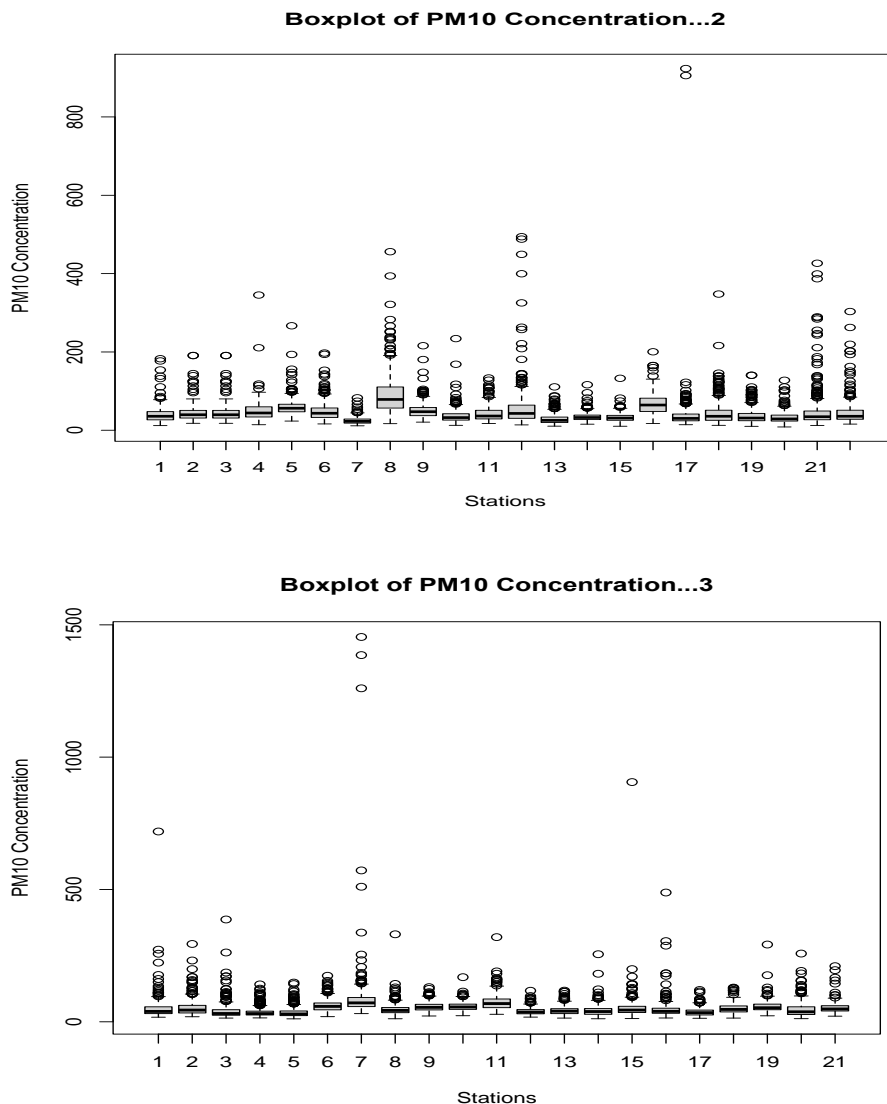 Boxplot of PM10 Concentration...2
PM10 Concentration
0 200 400 600 800
1 2 3 4 5 6 7 8 9 11 13 15 17 19 21
Stations
Boxplot of PM10 Concentration...3
PM10 Concentration
0 500 1000 1500
1 2 3 4 5 6 7 8 9 11 13 15 17 19 21
Stations